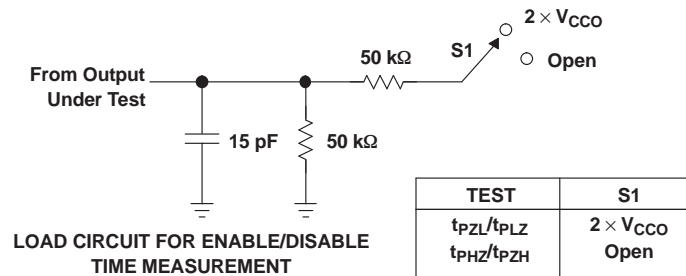 2 × VCCO
50 kΩ
S1
Open
From Output
Under Test
15 pF
50 kΩ
TEST
S1
tPZL/tPLZ
2 × VCCO
tPHZ/tPZH
Open
LOAD CIRCUIT FOR ENABLE/DISABLE
TIME MEASUREMENT